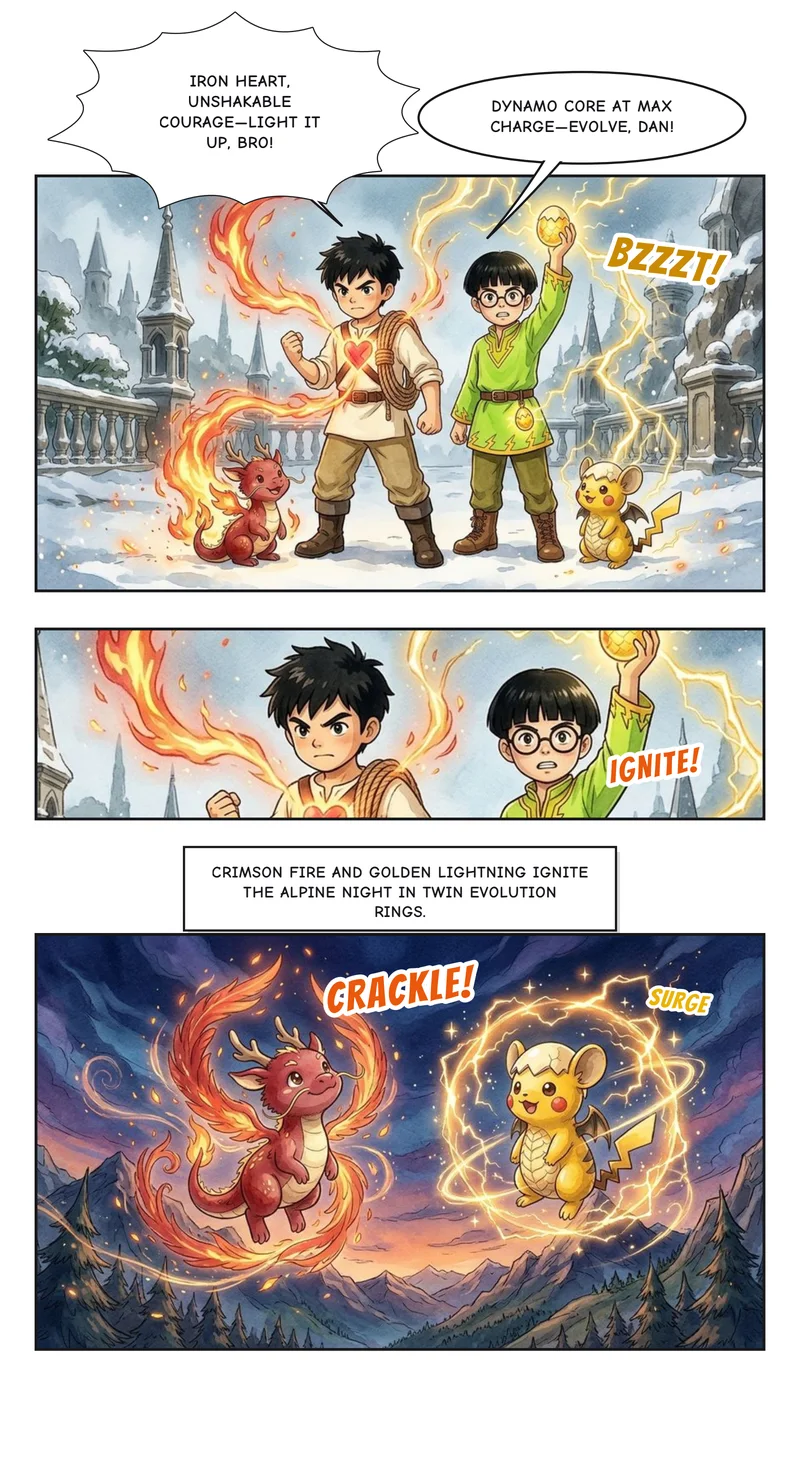 IRON HEART,
UNSHAKABLE
COURAGE—LIGHT IT
UP, BRO!
DYNAMO CORE AT MAX
CHARGE—EVOLVE, DAN!
BZZZT!
IGNITE!
CRIMSON FIRE AND GOLDEN LIGHTNING IGNITE
THE ALPINE NIGHT IN TWIN EVOLUTION
RINGS.
CRACKLE!
SURGE